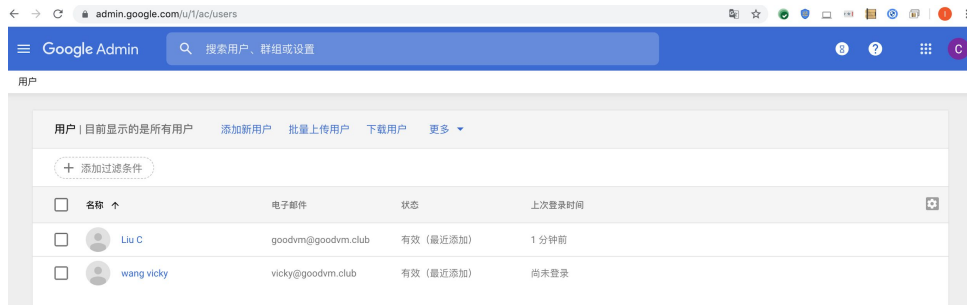 admin.google.com/u/1/ac/users
Google Admin
搜索用户、群组或设置
8 ? C
用户
用户 | 目前显示的是所有用户 添加新用户 批量上传用户 下载用户 更多
+ 添加过滤条件
名称 ↑ 电子邮件 状态 上次登录时间
Liu C goodvm@goodvm.club 有效（最近添加） 1 分钟前
wang vicky vicky@goodvm.club 有效（最近添加） 尚未登录